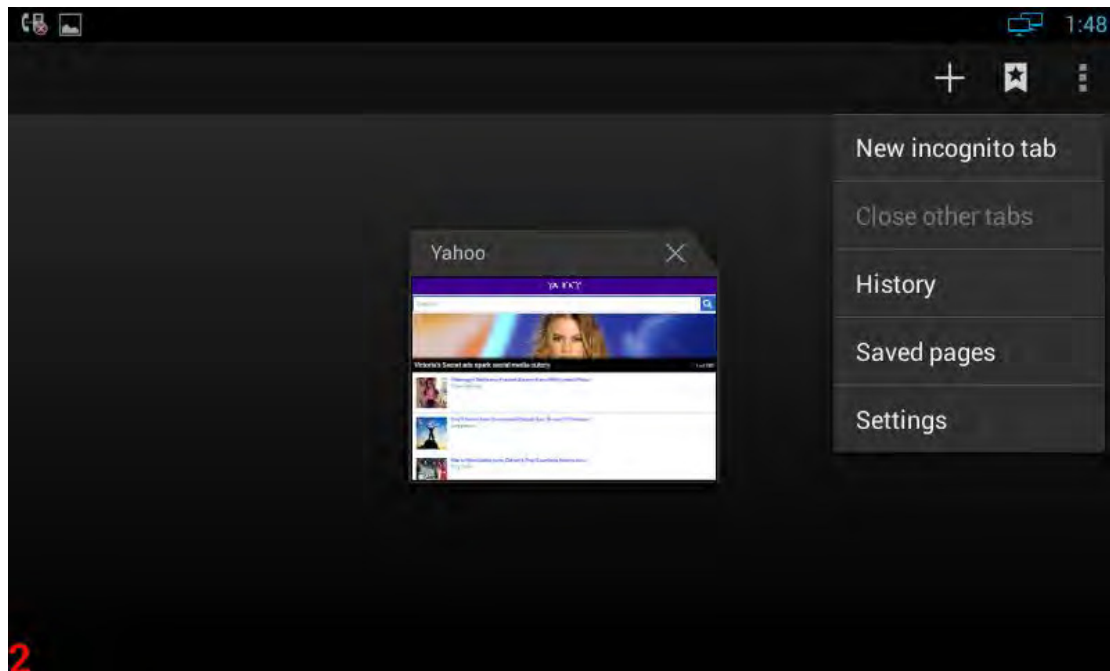 1:48
New incognito tab
Close other tabs
History
Saved pages
Settings
Yahoo
YAHOO!
Victoria's Secret ads spark social media outcry
2